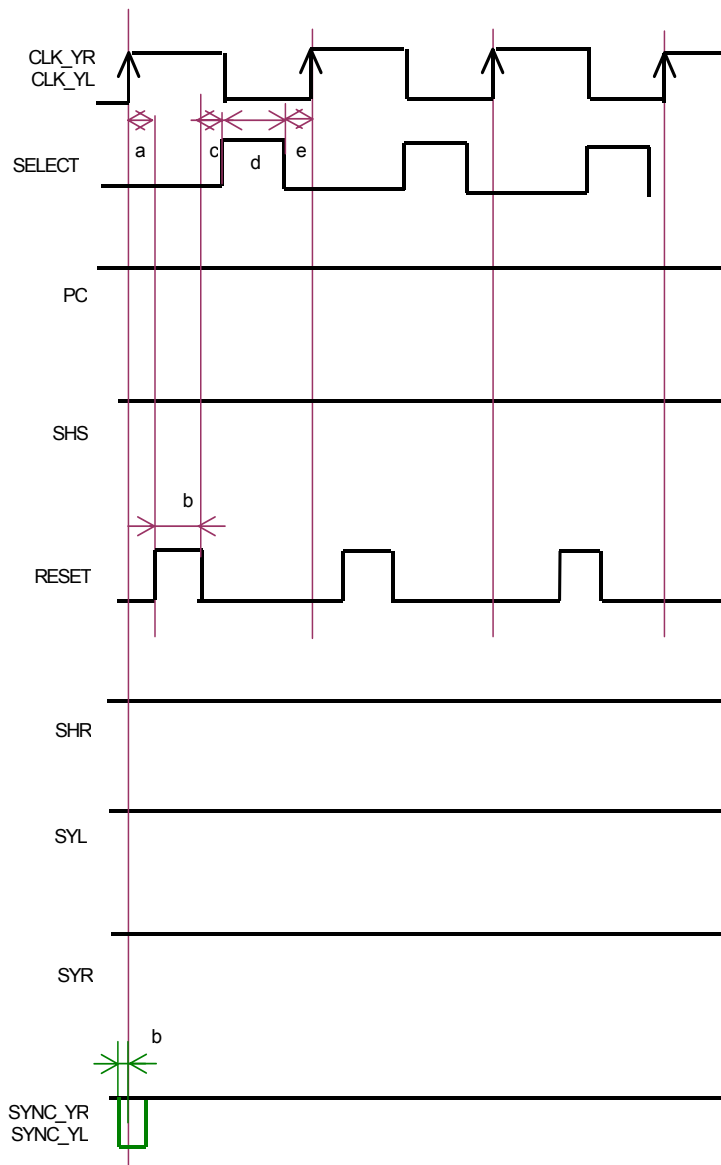 CLK_YR
CLK_YL
a
c
d
e
SELECT
PC
SHS
b
RESET
SHR
SYL
SYR
b
SYNC_YR
SYNC_YL